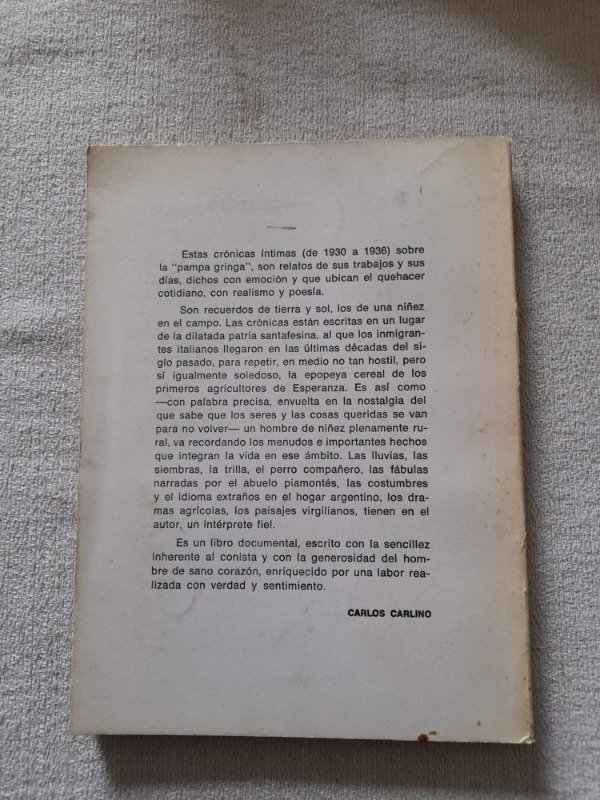 Estas crònicas íntimas (de 1930 a 1936) sobre
la "pampa gringa", son relatos de sus trabajos y sus
días, dichos con emoción y que ubican el quehacer
cotidiano, con realismo y poesía.
Son recuerdos de tierra y sol, los de una niñez
en el campo. Las crónicas están escritas en un lugar
de la dilatada patria santafesina, al que los inmigran-
tes italianos llegaron en las últimas décadas del si-
glo pasado, para repetir, en medio no tan hostil, pero
sí igualmente soledoso, la epopeya cereal de los
primeros agricultores de Esperanza. Es así como
—con palabra precisa, envuelta en la nostalgia del
que sabe que los seres y las cosas queridas se van
para no volver— un hombre de niñez plenamente ru-
ral, va recordando los menudos e importantes hechos
que integran la vida en ese ámbito. Las lluvias, las
siembras, la trilla, el perro compañero, las fábulas
narradas por el abuelo piamontés, las costumbres
y el idioma extraños en el hogar argentino, los dra-
mas agrícolas, los paisajes virgilianos, tienen en el
autor, un intérprete fiel.
Es un libro documental, escrito con la sencillez
inherente al conista y con la generosidad del hom-
bre de sano corazón, enriquecido por una labor rea-
lizada con verdad y sentimiento.
CARLOS CARLINO